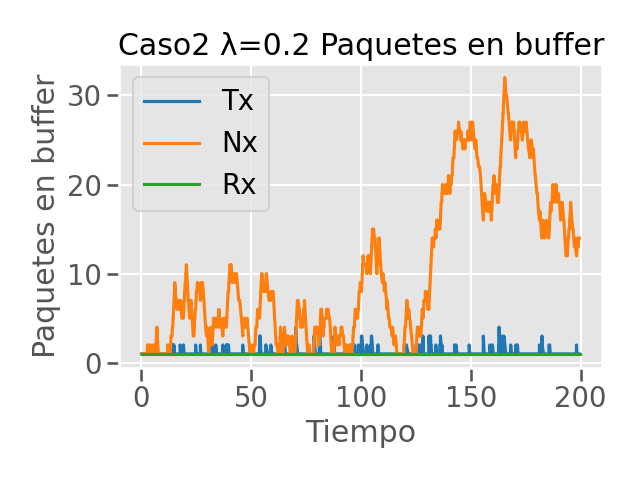 Caso2 λ=0.2 Paquetes en buffer
Paquetes en buffer
30
20
10
0
Tx
Nx
Rx
0 50 100 150 200
Tiempo